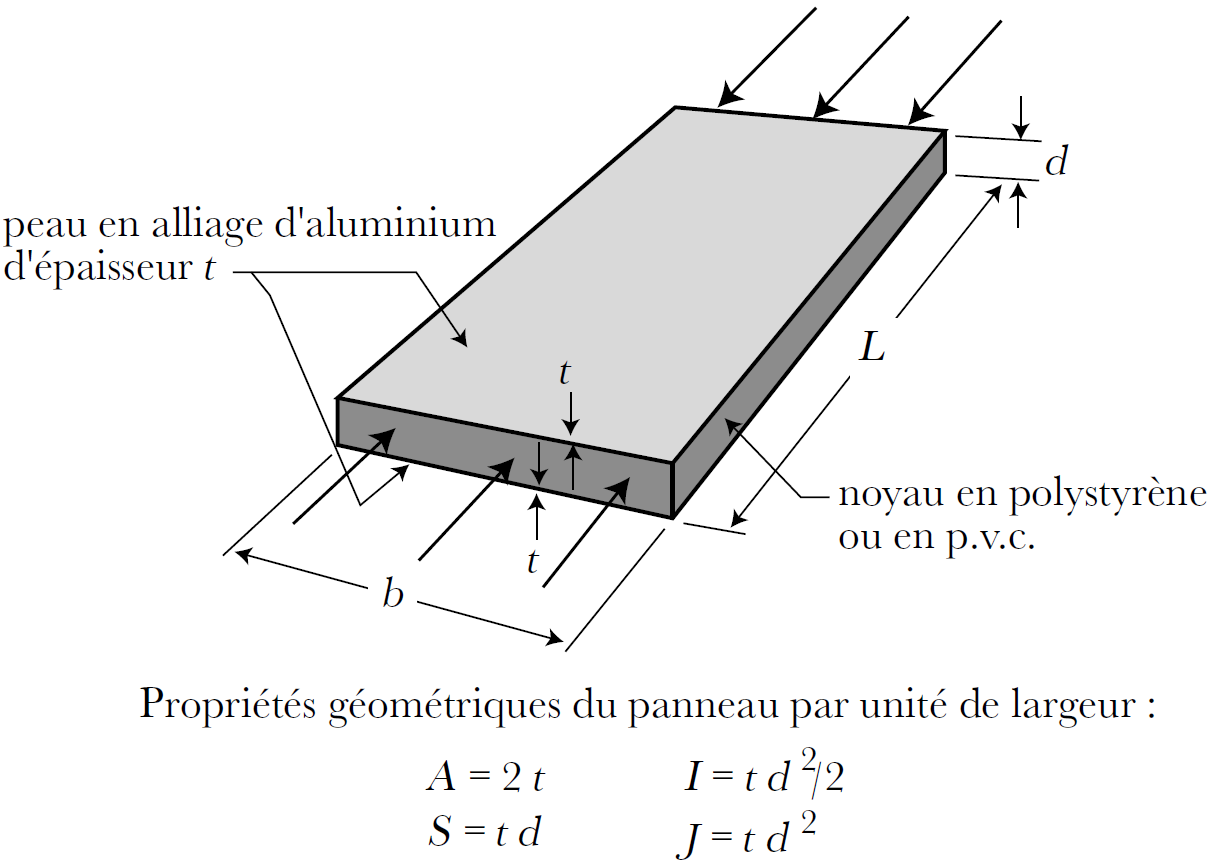 d
peau en alliage d'aluminium
d'épaisseur t
L
t
noyau en polystyrène
ou en p.v.c.
t
b
Propriétés géométriques du panneau par unité de largeur :
A = 2 t I = t d ²/2
S = t d J = t d ²